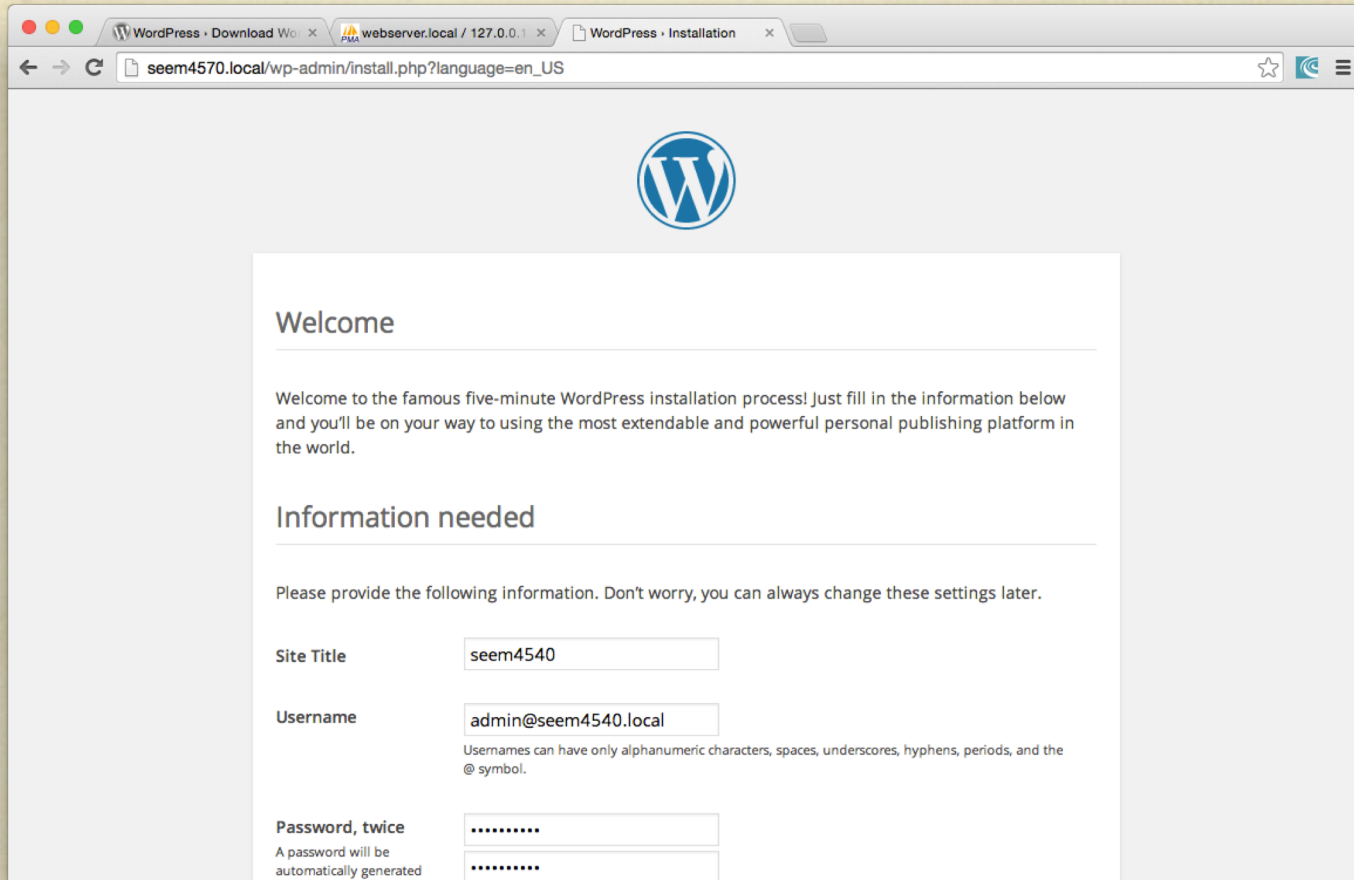 WordPress › Download Wor
webserver.local / 127.0.0.1
WordPress › Installation
seem4570.local/wp-admin/install.php?language=en_US
Welcome
Welcome to the famous five-minute WordPress installation process! Just fill in the information below
and you'll be on your way to using the most extendable and powerful personal publishing platform in
the world.
Information needed
Please provide the following information. Don't worry, you can always change these settings later.
Site Title
seem4540
Username
admin@seem4540.local
Usernames can have only alphanumeric characters, spaces, underscores, hyphens, periods, and the
@ symbol.
Password, twice
••••••••••
A password will be
automatically generated
••••••••••